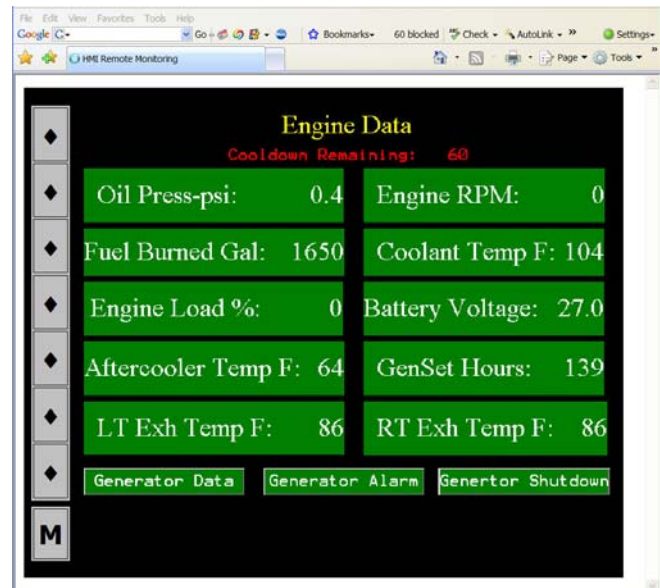 File Edit View Favorites Tools Help
Google G Go Bookmarks 60 blocked Check AutoLink » Settings
HMI Remote Monitoring Page Tools »
Engine Data
Cooldown Remaining: 60
Oil Press-psi: 0.4 Engine RPM: 0
Fuel Burned Gal: 1650 Coolant Temp F: 104
Engine Load %: 0 Battery Voltage: 27.0
Aftercooler Temp F: 64 GenSet Hours: 139
LT Exh Temp F: 86 RT Exh Temp F: 86
Generator Data Generator Alarm Genertor Shutdown
M